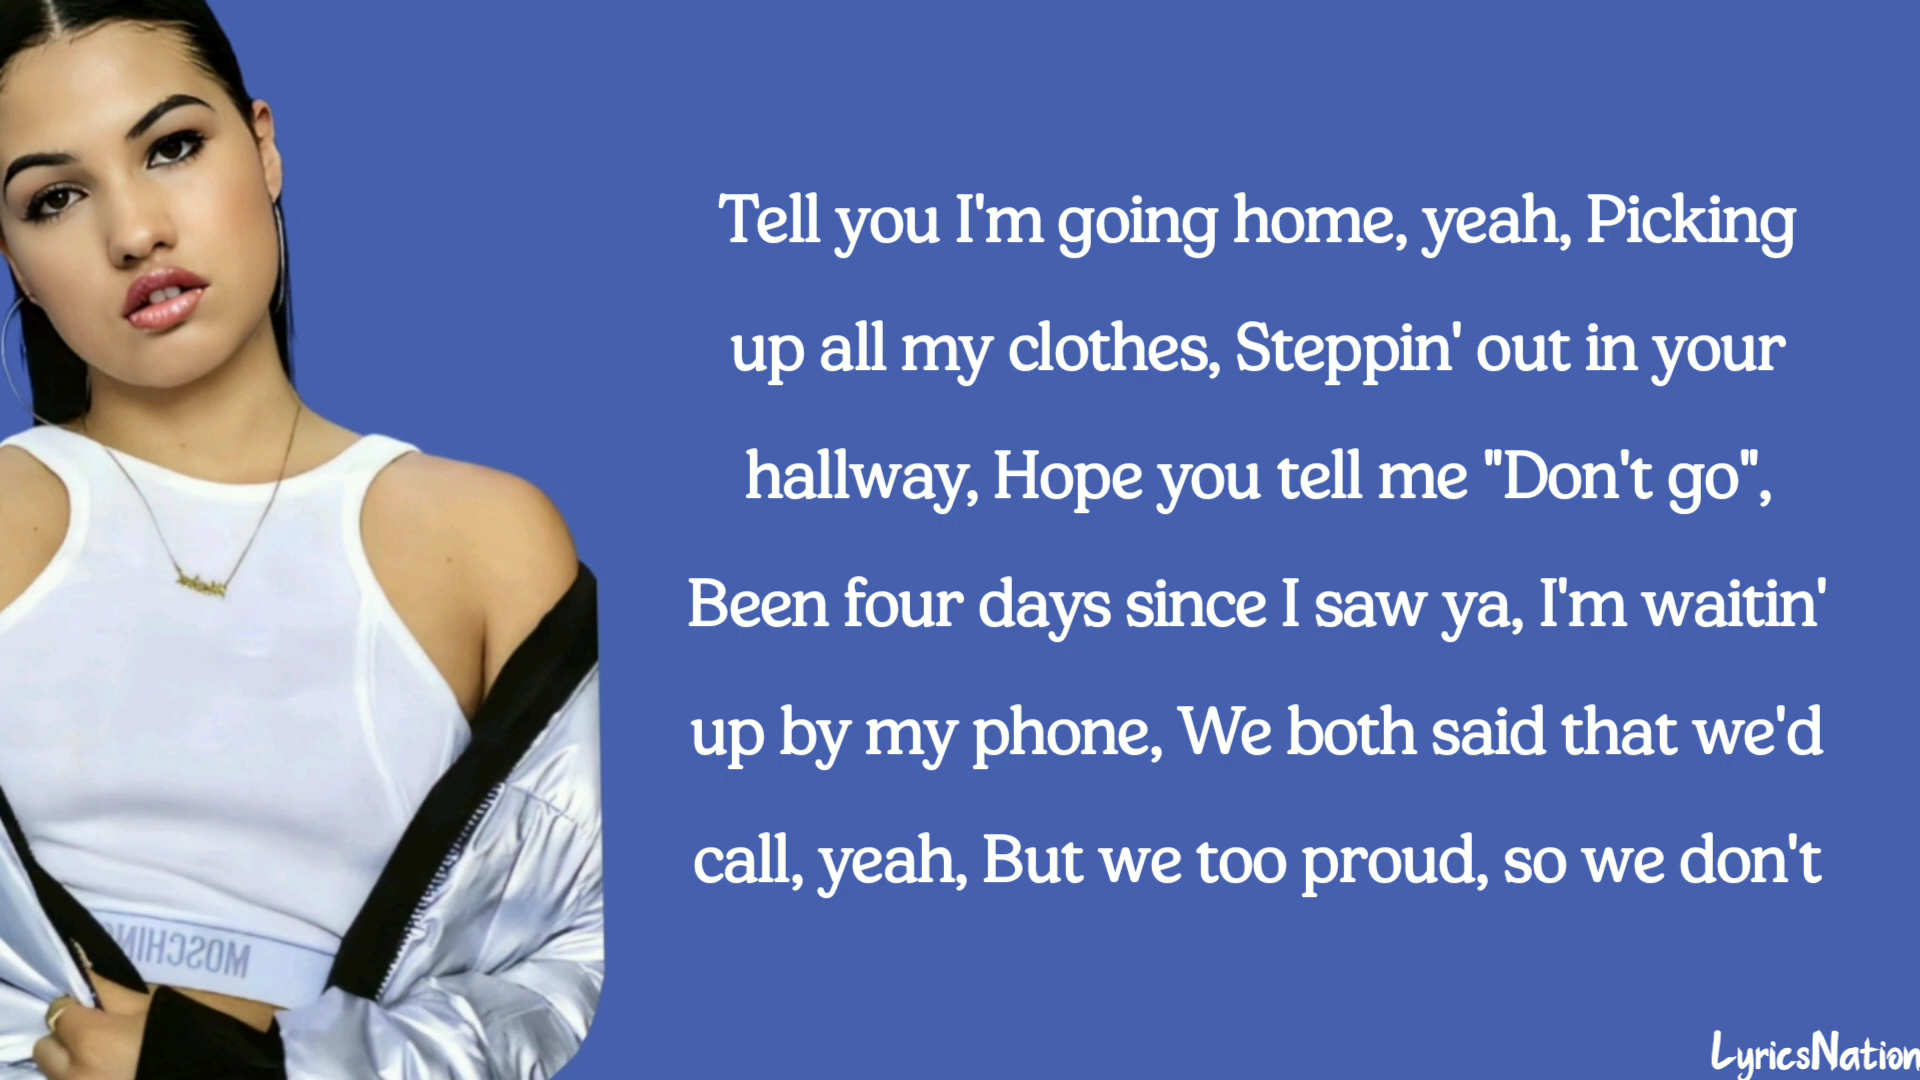 Tell you I'm going home, yeah, Picking
up all my clothes, Steppin' out in your
hallway, Hope you tell me "Don't go",
Been four days since I saw ya, I'm waitin'
up by my phone, We both said that we'd
call, yeah, But we too proud, so we don't
MOSCHIN
LyricsNation